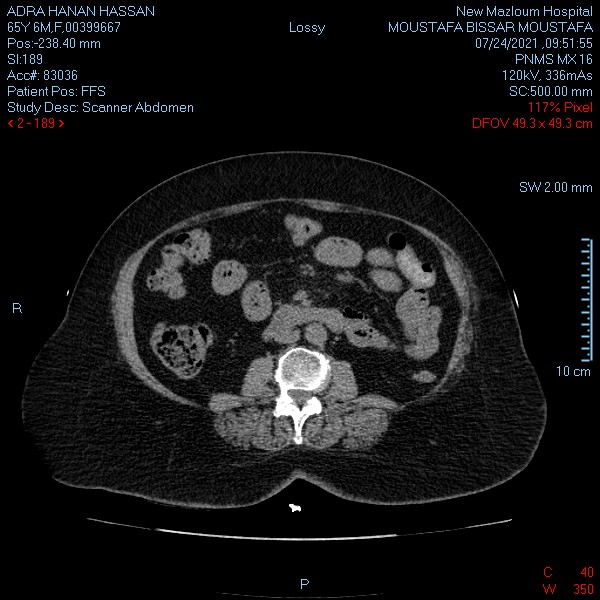 ADRA HANAN HASSAN
65Y 6M,F,00399667
Pos:-238.40 mm
SI:189
Acc#: 83036
Patient Pos: FFS
Study Desc: Scanner Abdomen
< 2 - 189 >
Lossy
New Mazloum Hospital
MOUSTAFA BISSAR MOUSTAFA
07/24/2021 ,09:51:55
PNMS MX 16
120kV, 336mAs
SC:500.00 mm
117% Pixel
DFOV 49.3 x 49.3 cm
SW 2.00 mm
R
10 cm
P
C 40
W 350